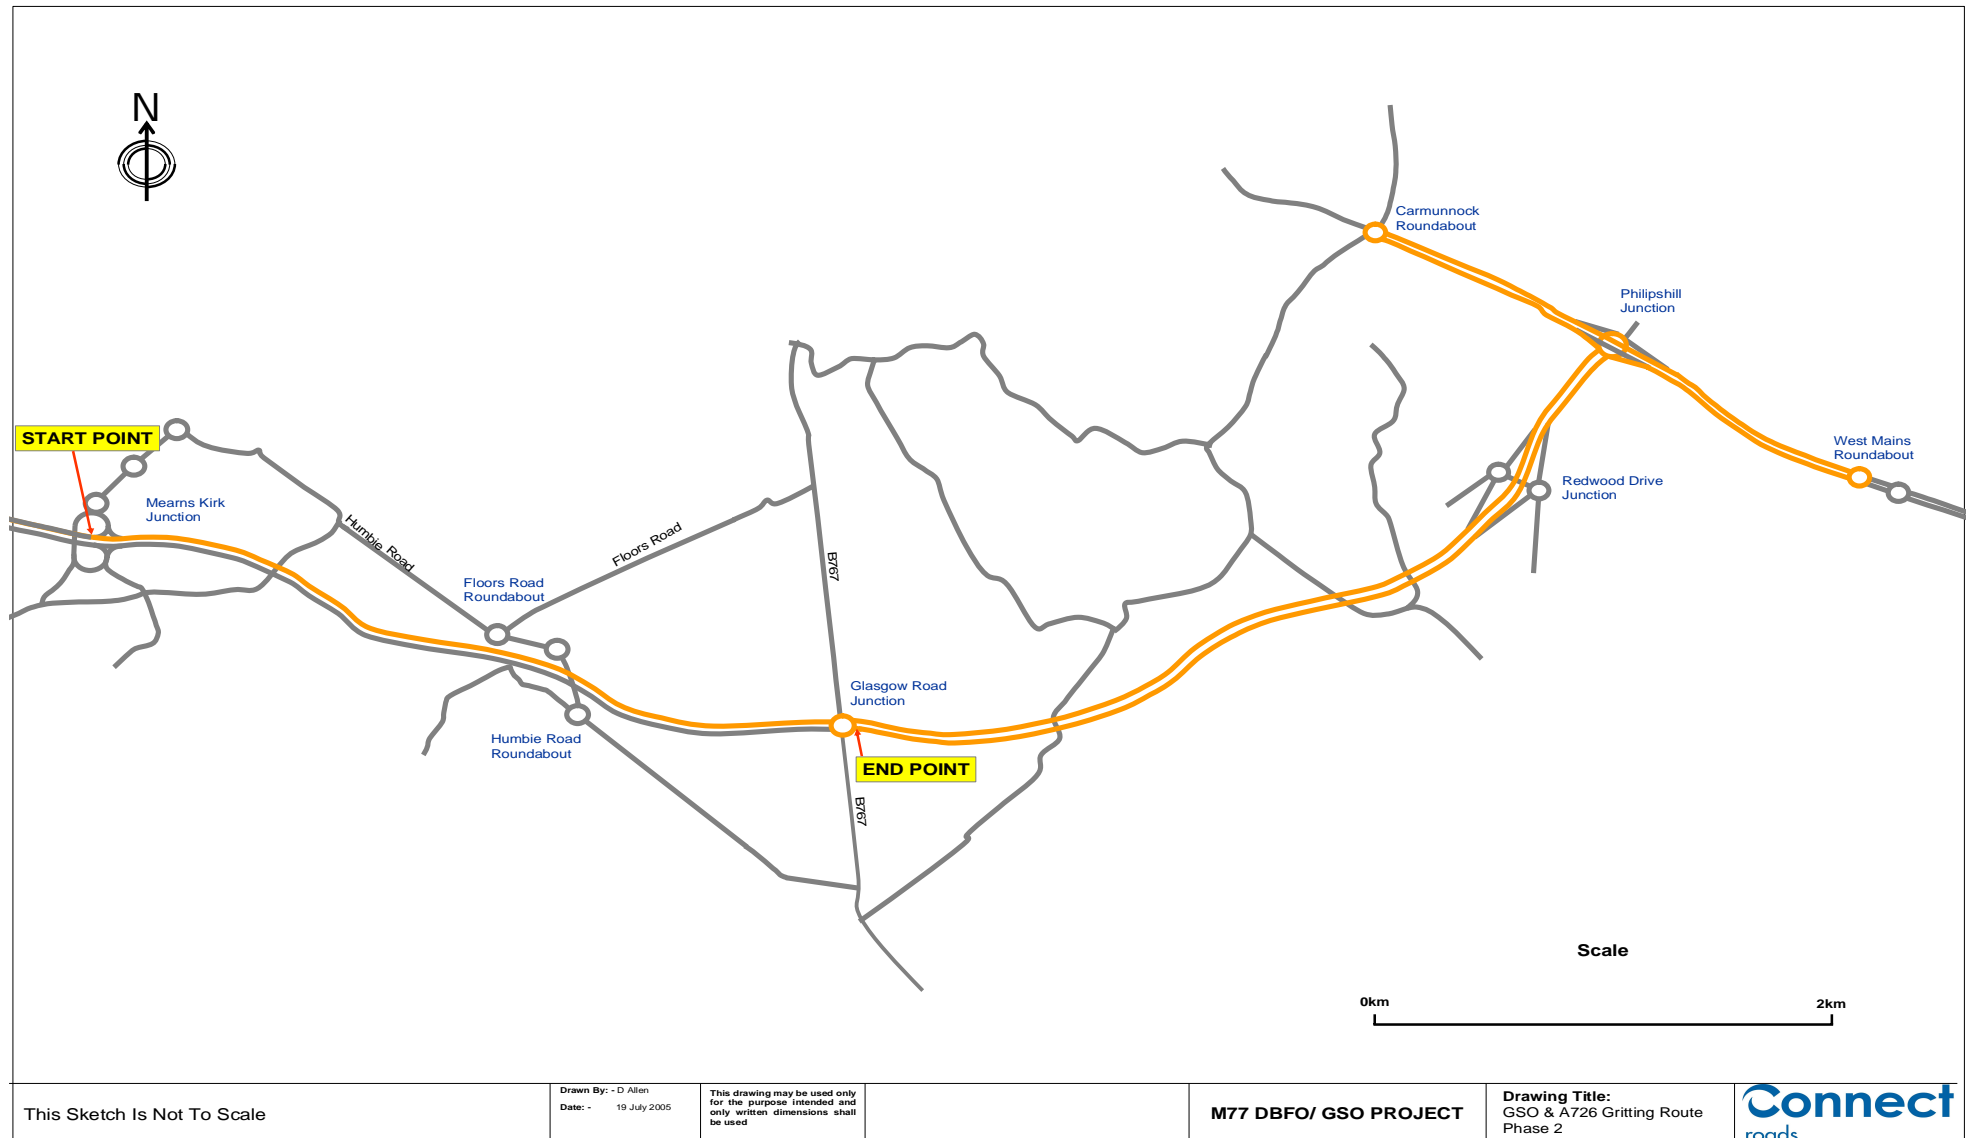 N
Carmunnock
Roundabout
Philipshill
Junction
START POINT
West Mains
Roundabout
Mearns Kirk
Junction
Redwood Drive
Junction
Humbie Road
Floors Road
B767
Floors Road
Roundabout
Glasgow Road
Junction
Humbie Road
Roundabout
END POINT
B767
Scale
0km
2km
This Sketch Is Not To Scale
Drawn By: - D Allen
Date: - 19 July 2005
This drawing may be used only
for the purpose intended and
only written dimensions shall
be used
M77 DBFO/ GSO PROJECT
Drawing Title:
GSO & A726 Gritting Route
Phase 2
Connect
roads